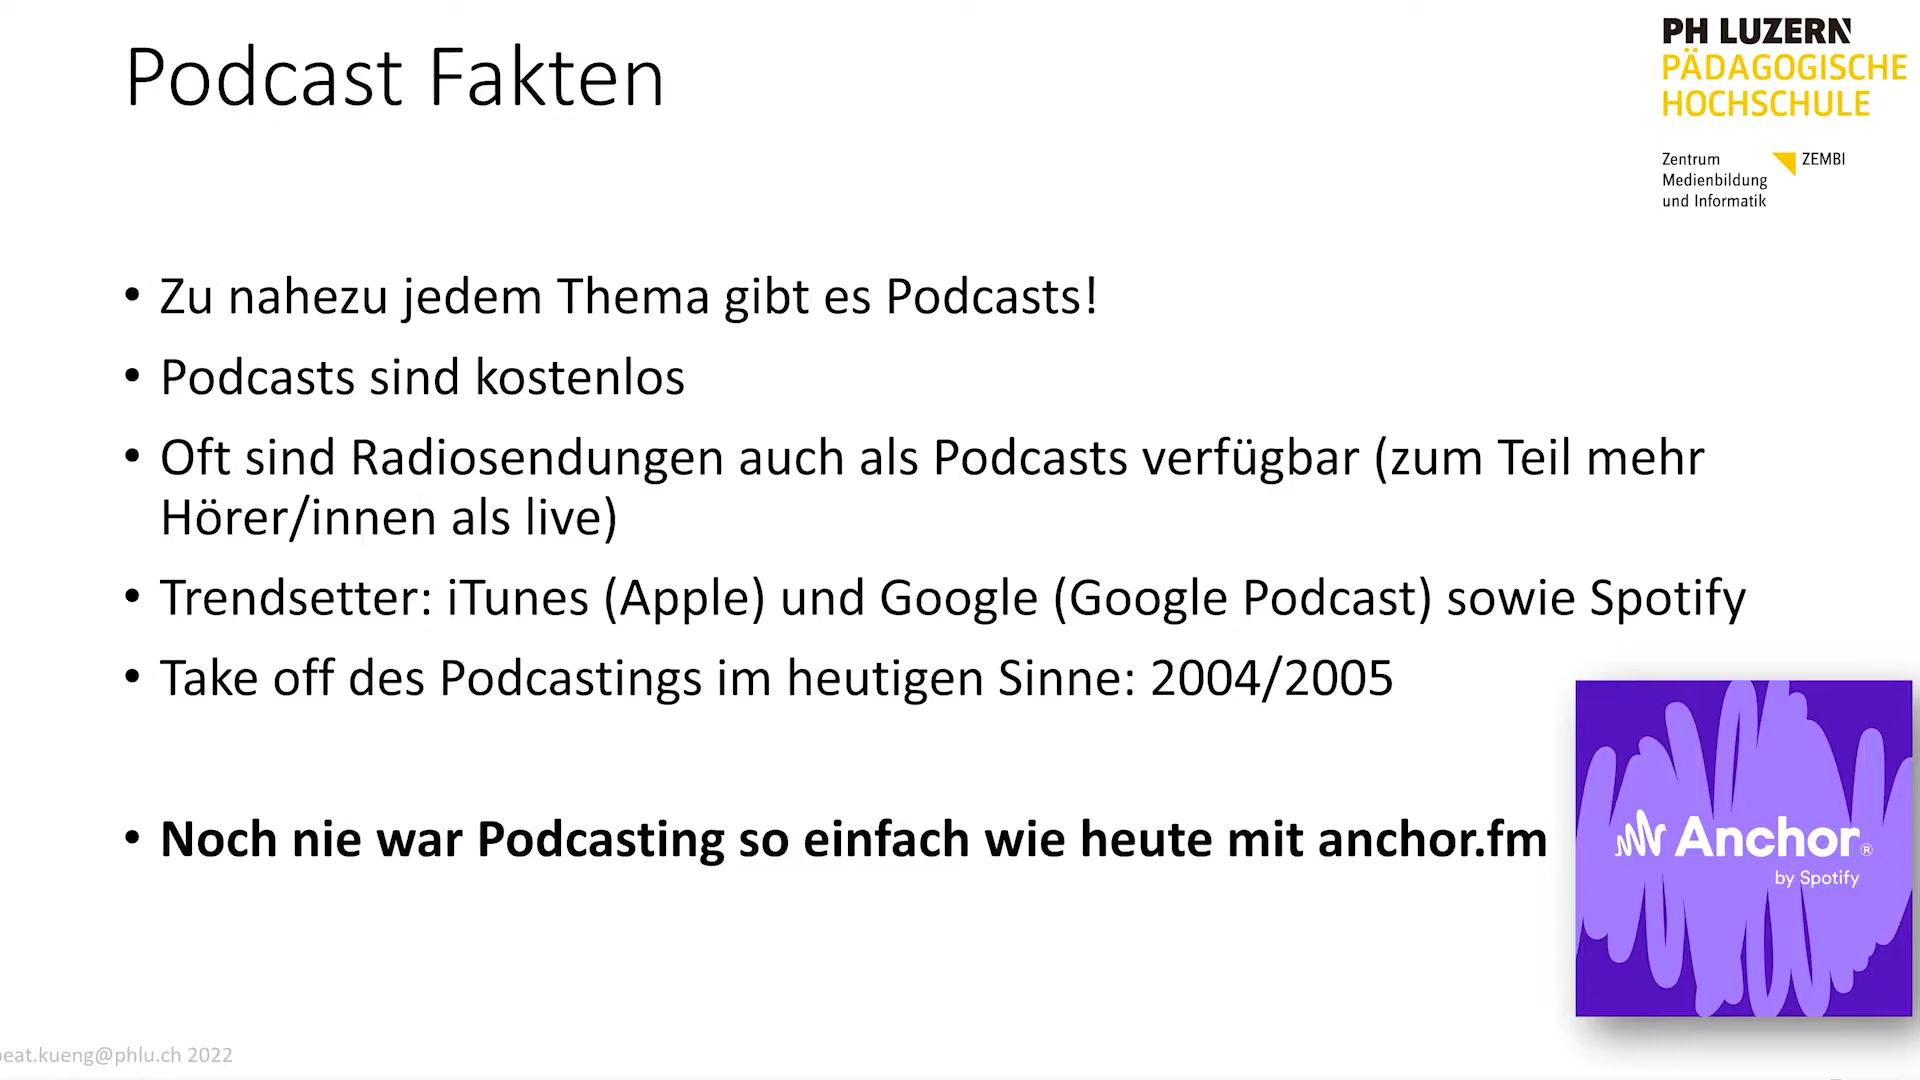 Podcast Fakten
PH LUZERN
PÄDAGOGISCHE
HOCHSCHULE
Zentrum
Medienbildung
und Informatik
ZEMBI
• Zu nahezu jedem Thema gibt es Podcasts!
• Podcasts sind kostenlos
• Oft sind Radiosendungen auch als Podcasts verfügbar (zum Teil mehr
Hörer/innen als live)
• Trendsetter: iTunes (Apple) und Google (Google Podcast) sowie Spotify
• Take off des Podcastings im heutigen Sinne: 2004/2005
• Noch nie war Podcasting so einfach wie heute mit anchor.fm
Anchor®
by Spotify
beat.kueng@phlu.ch 2022